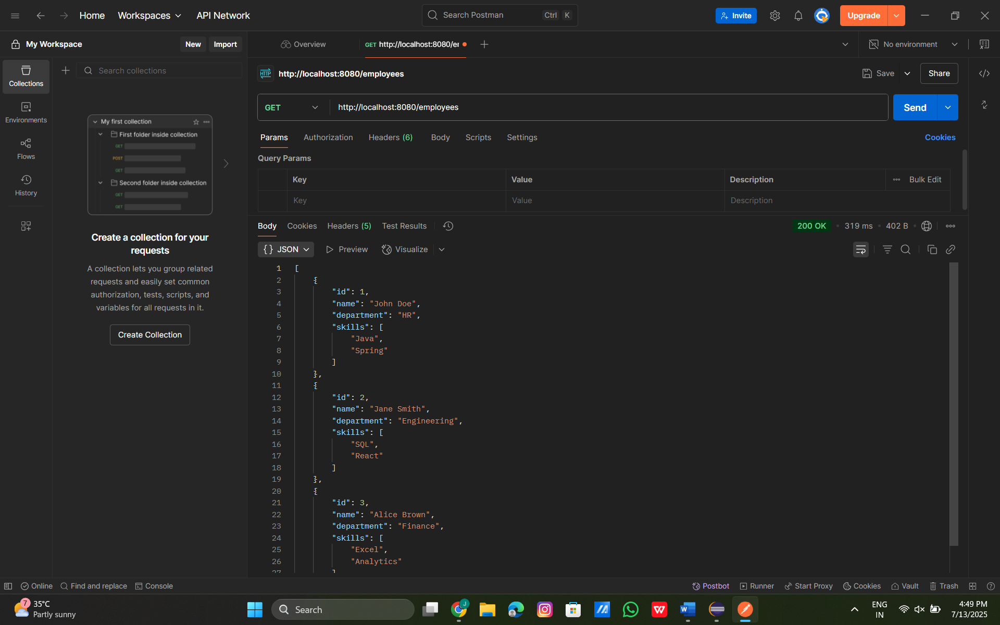 Home Workspaces API Network Search Postman Ctrl K Invite Upgrade
My Workspace New Import Overview GET http://localhost:8080/e No environment
Search collections
Collections
Environments
Flows
History
My first collection
First folder inside collection
GET
POST
GET
Second folder inside collection
GET
GET
Create a collection for your
requests
A collection lets you group related
requests and easily set common
authorization, tests, scripts, and
variables for all requests in it.
Create Collection
HTTP http://localhost:8080/employees Save Share
GET http://localhost:8080/employees Send
Params Authorization Headers (6) Body Scripts Settings Cookies
Query Params
Key Value Description Bulk Edit
Key Value Description
Body Cookies Headers (5) Test Results 200 OK • 319 ms • 402 B •
{} JSON Preview Visualize
1 [
2 {
3 "id": 1,
4 "name": "John Doe",
5 "department": "HR",
6 "skills": [
7 "Java",
8 "Spring"
9 ]
10 },
11 {
12 "id": 2,
13 "name": "Jane Smith",
14 "department": "Engineering",
15 "skills": [
16 "SQL",
17 "React"
18 ]
19 },
20 {
21 "id": 3,
22 "name": "Alice Brown",
23 "department": "Finance",
24 "skills": [
25 "Excel",
26 "Analytics"
27 ]
Online Find and replace Console Postbot Runner Start Proxy Cookies Vault Trash
7 35°C
Partly sunny
Search
J
W
ENG
IN
4:49 PM
7/13/2025